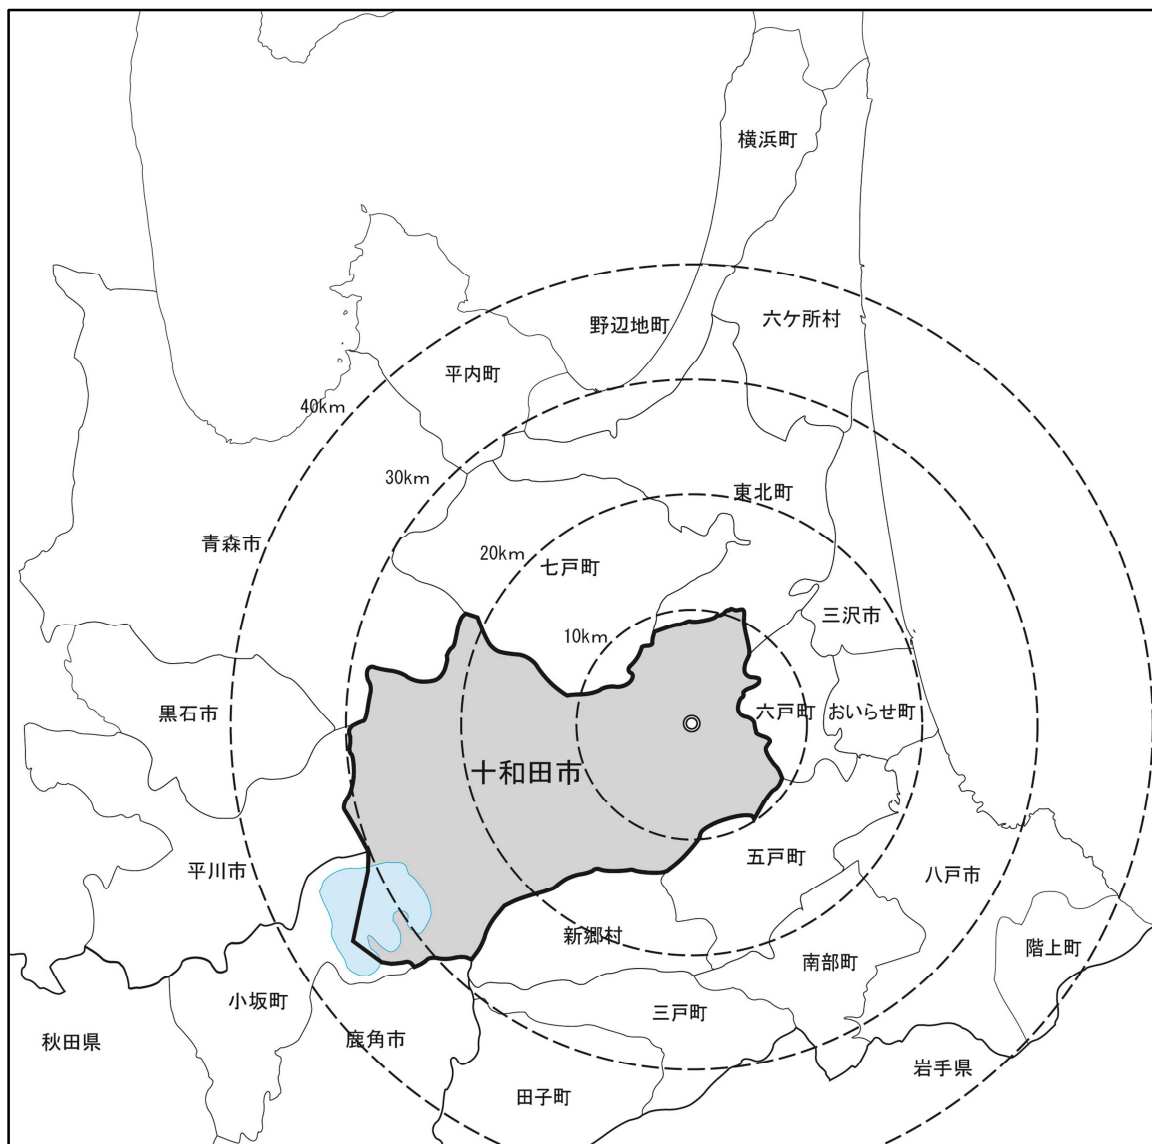 横浜町
六ケ所村
野辺地町
平内町
40km
30km
東北町
青森市
20km
七戸町
三沢市
10km
黒石市
六戸町
おいらせ町
十和田市
五戸町
平川市
八戸市
新郷村
階上町
南部町
小坂町
三戸町
秋田県
鹿角市
岩手県
田子町